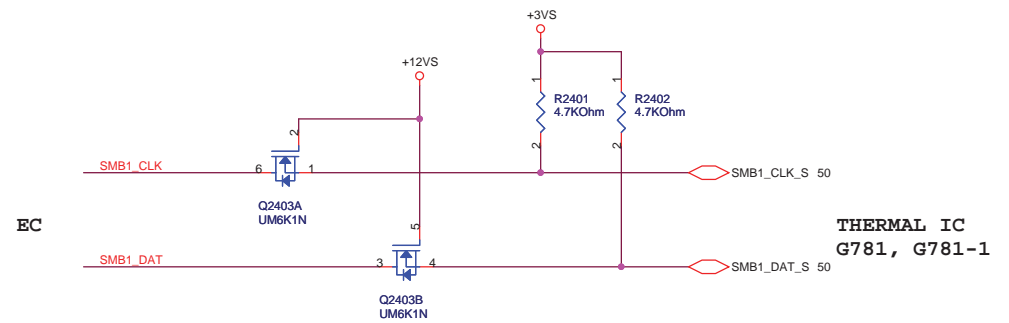 +3VS
+12VS
1
1
R2401
4.7KOhm
R2402
4.7KOhm
2
2
2
SMB1_CLK
6
1
SMB1_CLK_S 50
Q2403A
UM6K1N
EC
5
THERMAL IC
G781, G781-1
SMB1_DAT
3
4
SMB1_DAT_S 50
Q2403B
UM6K1N